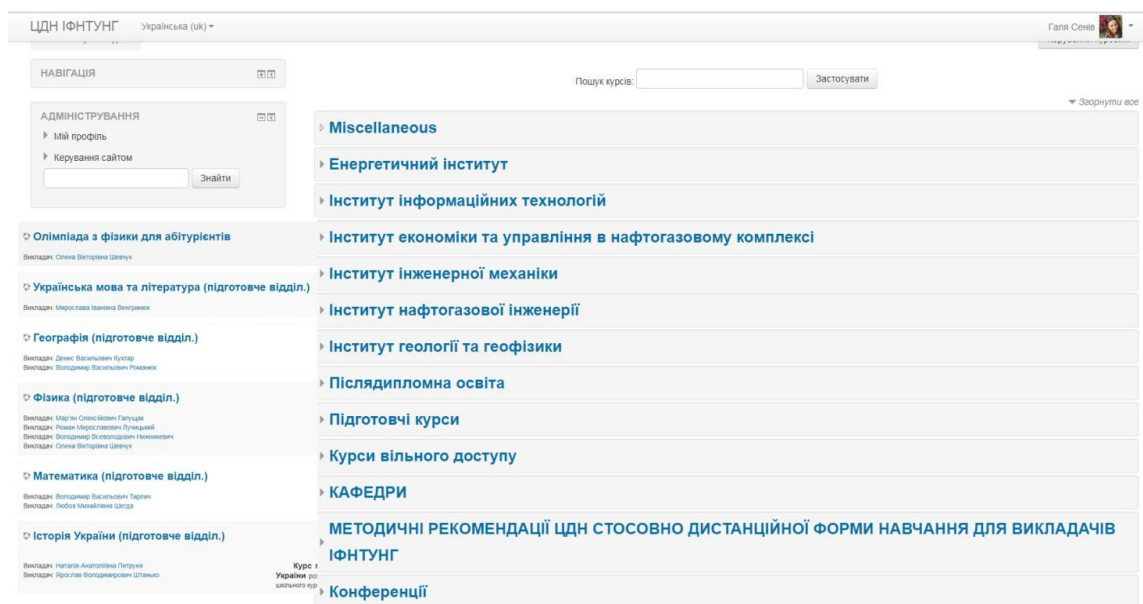 ЦДН ІФНТУНГ
Українська (uk)
Галя Сенів
НАВІГАЦІЯ
АДМІНІСТРУВАННЯ
Мій профіль
Керування сайтом
Знайти
Олімпіада з фізики для абітурієнтів
Викладач: Олена Вікторівна Шевчук
Українська мова та література (підготовче відділ.)
Викладач: Мирослава Іванівна Венгринюк
Географія (підготовче відділ.)
Викладач: Денис Васильович Кухтар
Викладач: Володимир Васильович Романюк
Фізика (підготовче відділ.)
Викладач: Мар'ян Олексійович Галущак
Викладач: Роман Мирославович Лучицький
Викладач: Володимир Всеволодович
Викладач: Олена Вікторівна Шевчук
Математика (підготовче відділ.)
Викладач: Володимир Васильович
Викладач: Любов Михайлівна Шегда
Історія України (підготовче відділ.)
Викладач: Наталія Анатоліївна Петруня
Викладач: Ярослав Володимирович Штанько
Курс
України
шкільного
Пошук курсів:
Застосувати
Згорнути все
Miscellaneous
Енергетичний інститут
Інститут інформаційних технологій
Інститут економіки та управління в нафтогазовому комплексі
Інститут інженерної механіки
Інститут нафтогазової інженерії
Інститут геології та геофізики
Післядипломна освіта
Підготовчі курси
Курси вільного доступу
КАФЕДРИ
МЕТОДИЧНІ РЕКОМЕНДАЦІЇ ЦДН СТОСОВНО ДИСТАНЦІЙНОЇ ФОРМИ НАВЧАННЯ ДЛЯ ВИКЛАДАЧІВ
ІФНТУНГ
Конференції